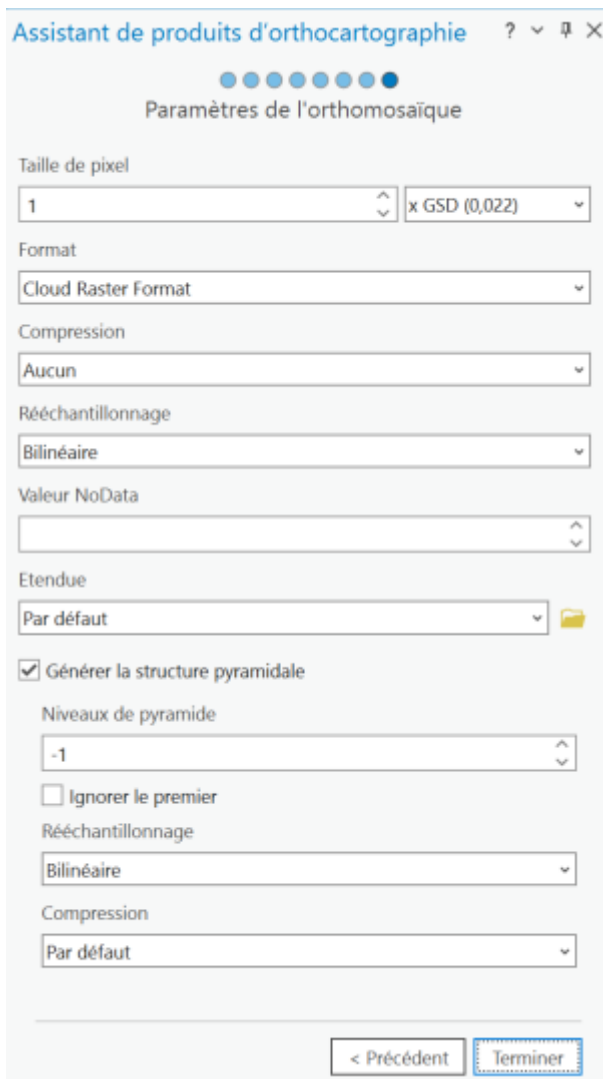 Assistant de produits d'orthocartographie ?
Paramètres de l'orthomosaïque
Taille de pixel
1 x GSD (0,022)
Format
Cloud Raster Format
Compression
Aucun
Rééchantillonnage
Bilinéaire
Valeur NoData
Etendue
Par défaut
Générer la structure pyramidale
Niveaux de pyramide
-1
Ignorer le premier
Rééchantillonnage
Bilinéaire
Compression
Par défaut
< Précédent Terminer